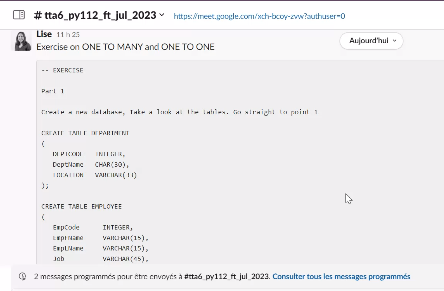 # tta6_py112_ft_jul_2023 https://meet.google.com/xch-bcoy-zvw?authuser=0
Lise 11 h 25
Exercise on ONE TO MANY and ONE TO ONE
Aujourd'hui
-- EXERCISE
Part 1
Create a new database, Take a look at the tables. Go straight to point 1
CREATE TABLE DEPARTMENT
(
DEPTCODE INTEGER,
DeptName CHAR(30),
LOCATION VARCHAR(33)
);
CREATE TABLE EMPLOYEE
(
EmpCode INTEGER,
EmpFName VARCHAR(15),
EmpLName VARCHAR(15),
Job VARCHAR(45),
2 messages programmés pour être envoyés à #tta6_py112_ft_jul_2023. Consulter tous les messages programmés